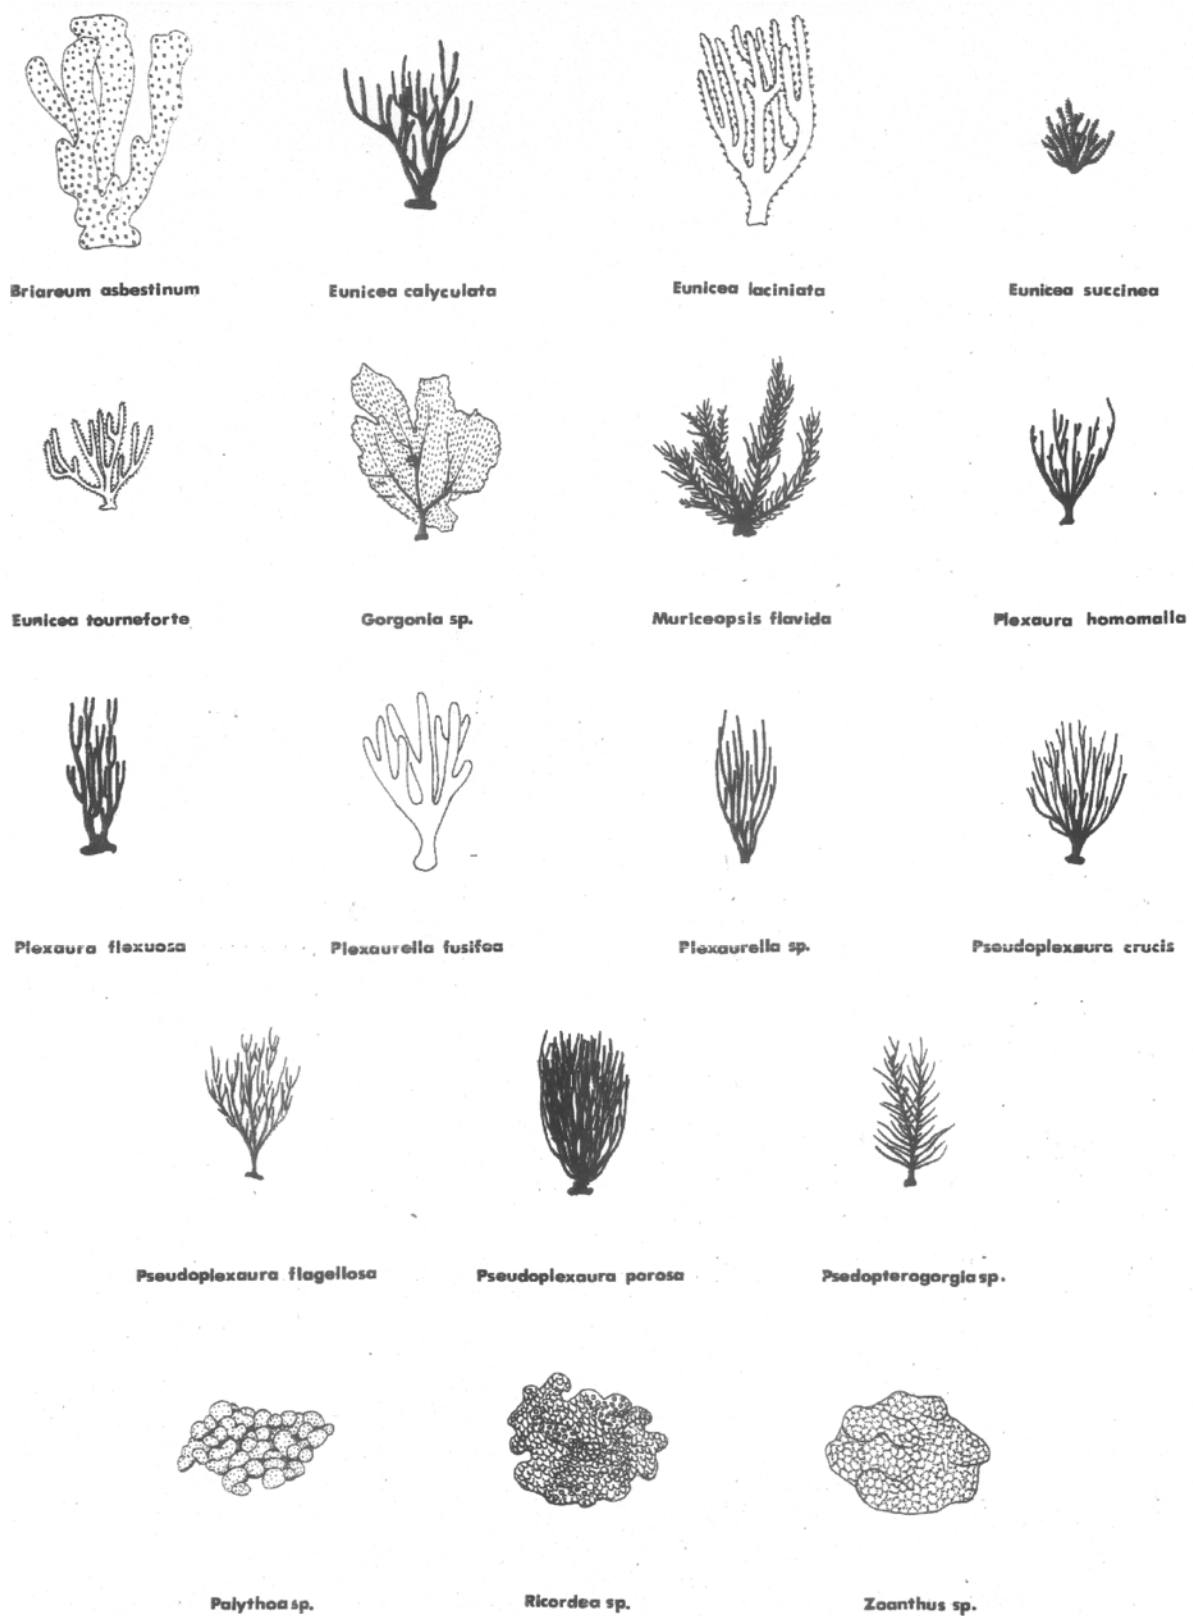 Briareum asbestinum
Eunicea calyculata
Eunicea laciniata
Eunicea succinea
Eunicea tourneforte
Gorgonia sp.
Muriceopsis flavida
Plexaura homomalla
Plexaura flexuosa
Plexaurella fusifea
Plexaurella sp.
Pseudoplexaura crucis
Pseudoplexaura flagellosa
Pseudoplexaura porosa
Psedopterogorgia sp.
Palythoa sp.
Ricordea sp.
Zoanthus sp.